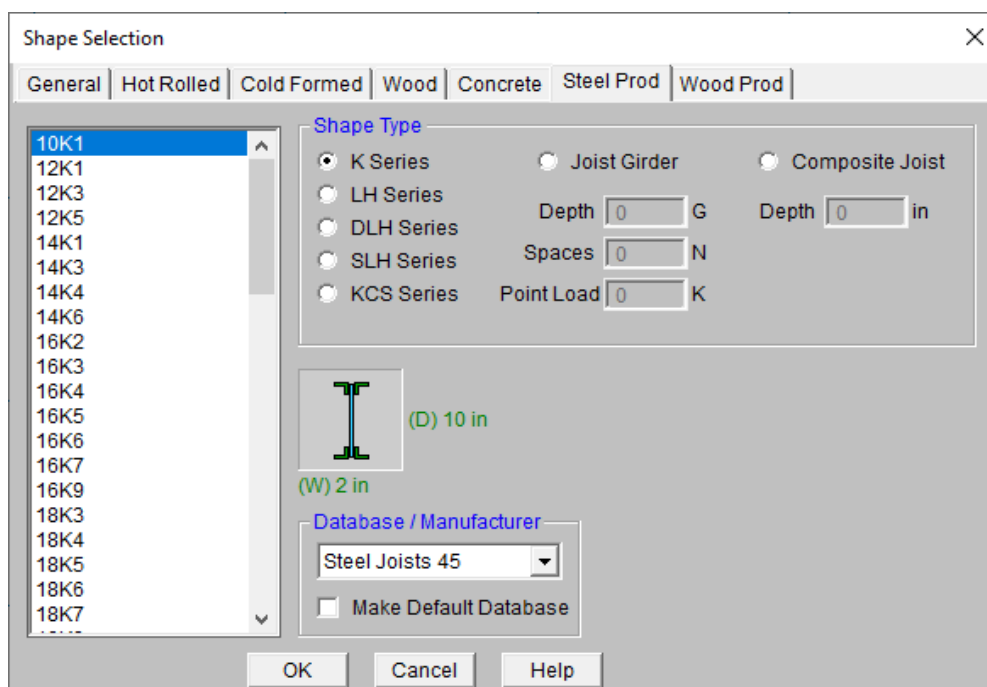 Shape Selection
General Hot Rolled Cold Formed Wood Concrete Steel Prod Wood Prod
10K1
12K1
12K3
12K5
14K1
14K3
14K4
14K6
16K2
16K3
16K4
16K5
16K6
16K7
16K9
18K3
18K4
18K5
18K6
18K7
Shape Type
K Series
LH Series
DLH Series
SLH Series
KCS Series
Joist Girder
Depth 0 G
Spaces 0 N
Point Load 0 K
Composite Joist
Depth 0 in
(D) 10 in
(W) 2 in
Database / Manufacturer
Steel Joists 45
Make Default Database
OK Cancel Help